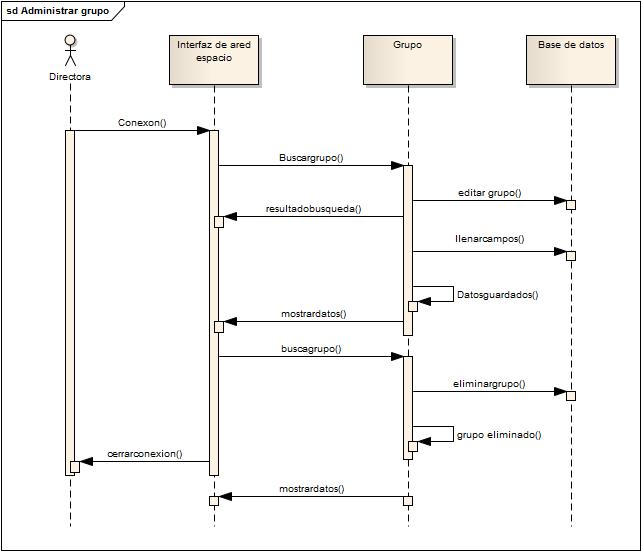 sd Administrar grupo
Directora
Interfaz de ared
espacio
Grupo
Base de datos
Conexon()
Buscargrupo()
editar grupo()
resultadobusqueda()
llenarcampos()
Datosguardados()
mostrardatos()
buscagrupo()
eliminargrupo()
grupo eliminado()
cerrarconexion()
mostrardatos()